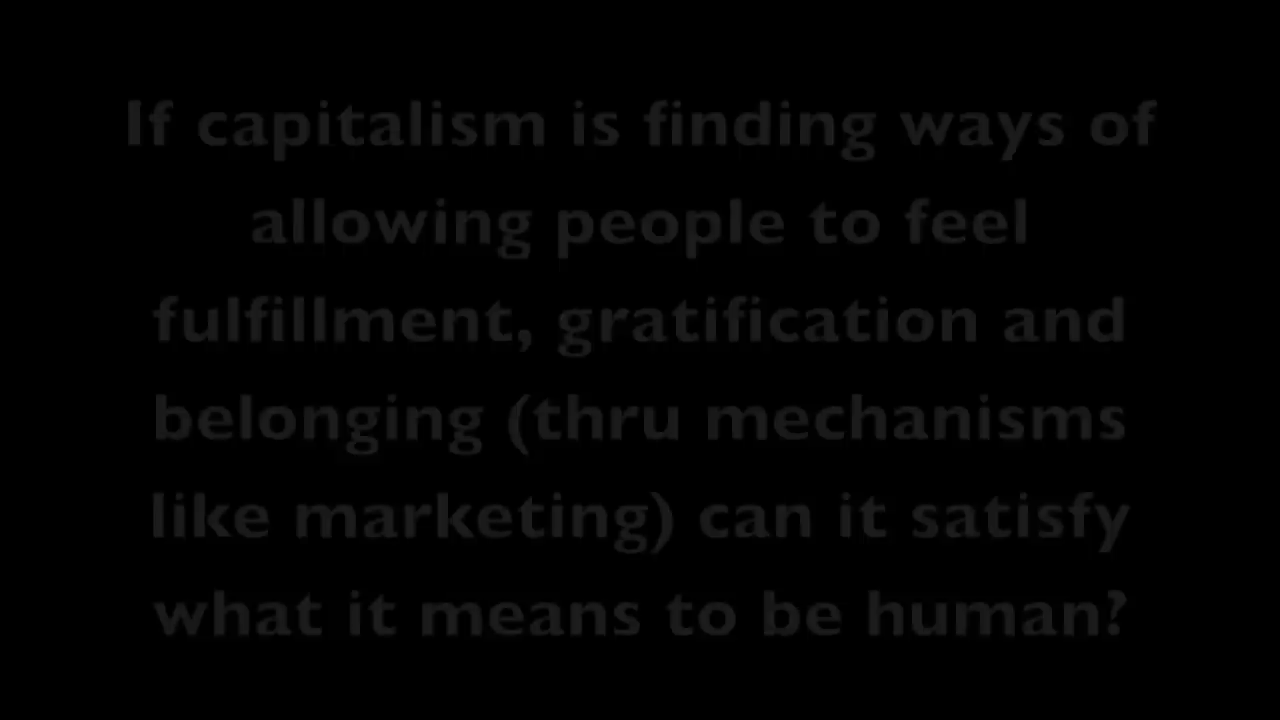 If capitalism is finding ways of
allowing people to feel
fulfillment, gratification and
belonging (thru mechanisms
like marketing) can it satisfy
what it means to be human?